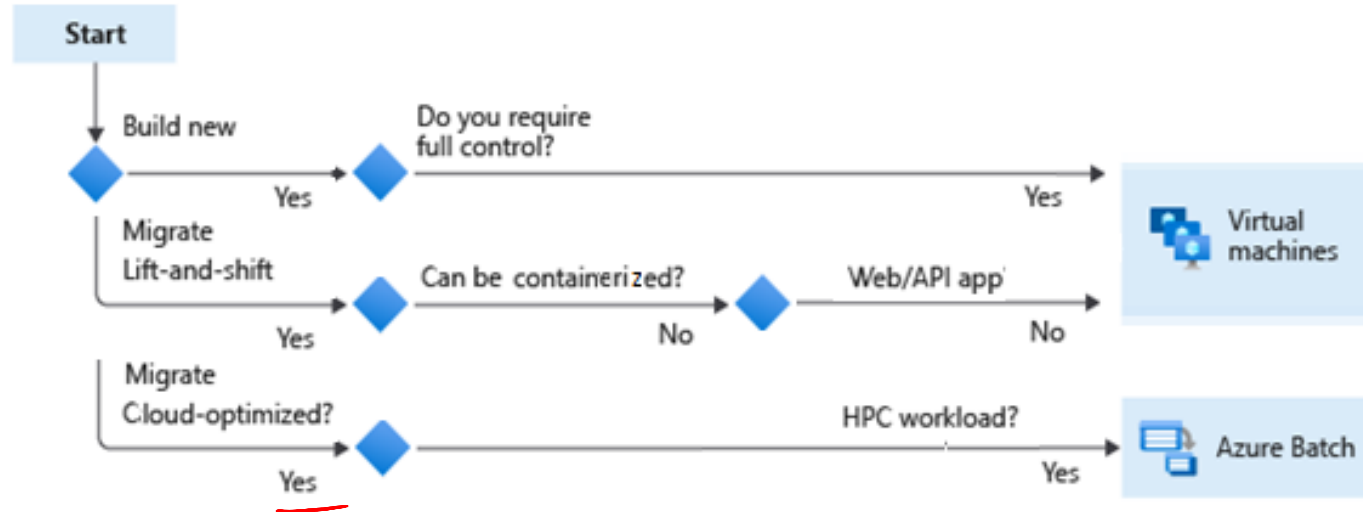 Start
Build new
Do you require
full control?
Yes
Yes
Virtual
machines
Migrate
Lift-and-shift
Can be containerized?
Web/API app
Yes
No
No
Migrate
Cloud-optimized?
HPC workload?
Azure Batch
Yes
Yes